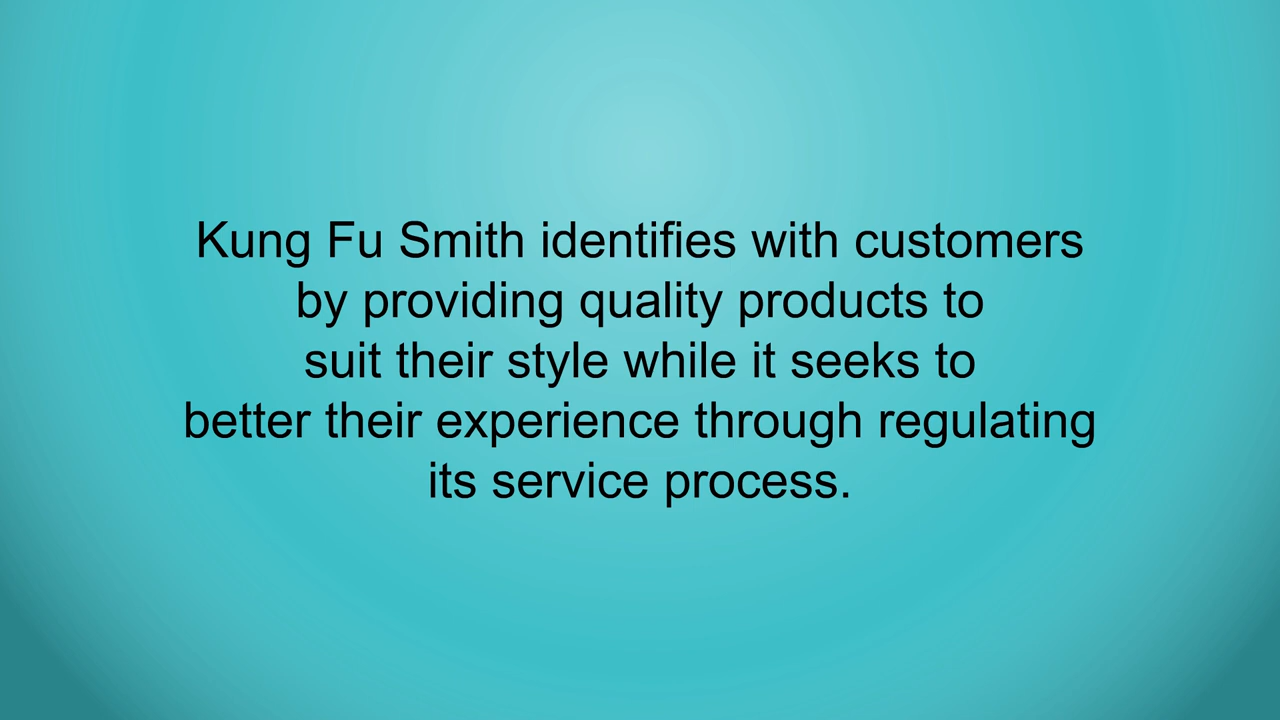 Kung Fu Smith identifies with customers
by providing quality products to
suit their style while it seeks to
better their experience through regulating
its service process.